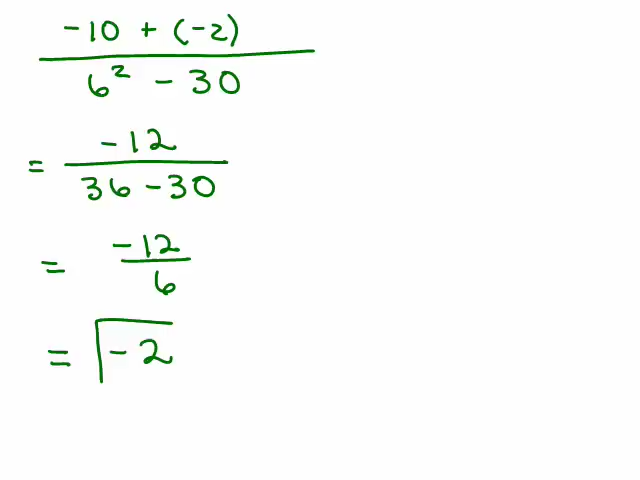 -10 + (-2)
6² - 30
= -12
36 - 30
= -12
6
= -2